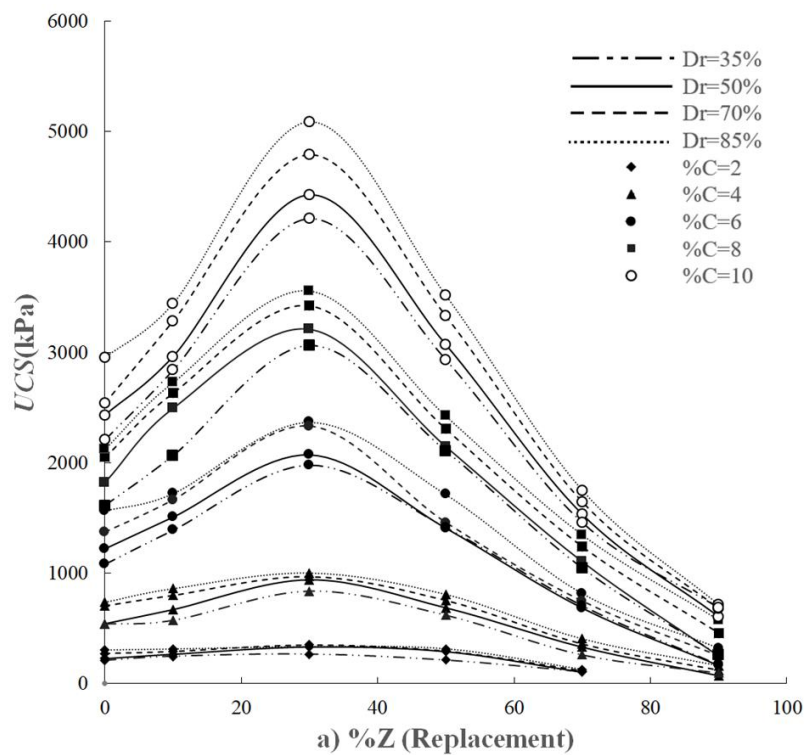 6000
5000
4000
3000
2000
1000
0
UCS(kPa)
Dr=35%
Dr=50%
Dr=70%
Dr=85%
%C=2
%C=4
%C=6
%C=8
%C=10
0 20 40 60 80 100
a) %Z (Replacement)